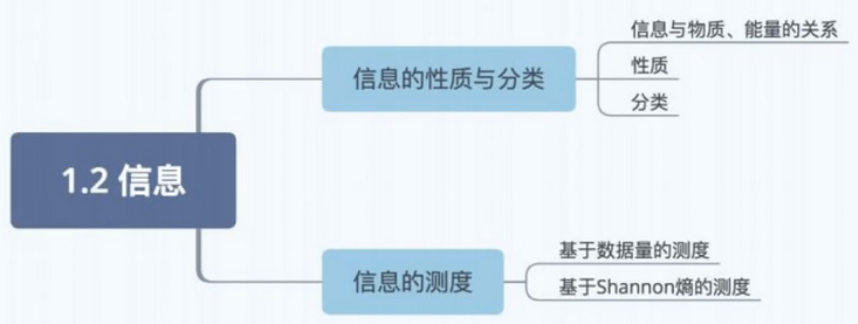 信息与物质、能量的关系
信息的性质与分类
性质
分类
1.2 信息
基于数据量的测度
信息的测度
基于Shannon熵的测度